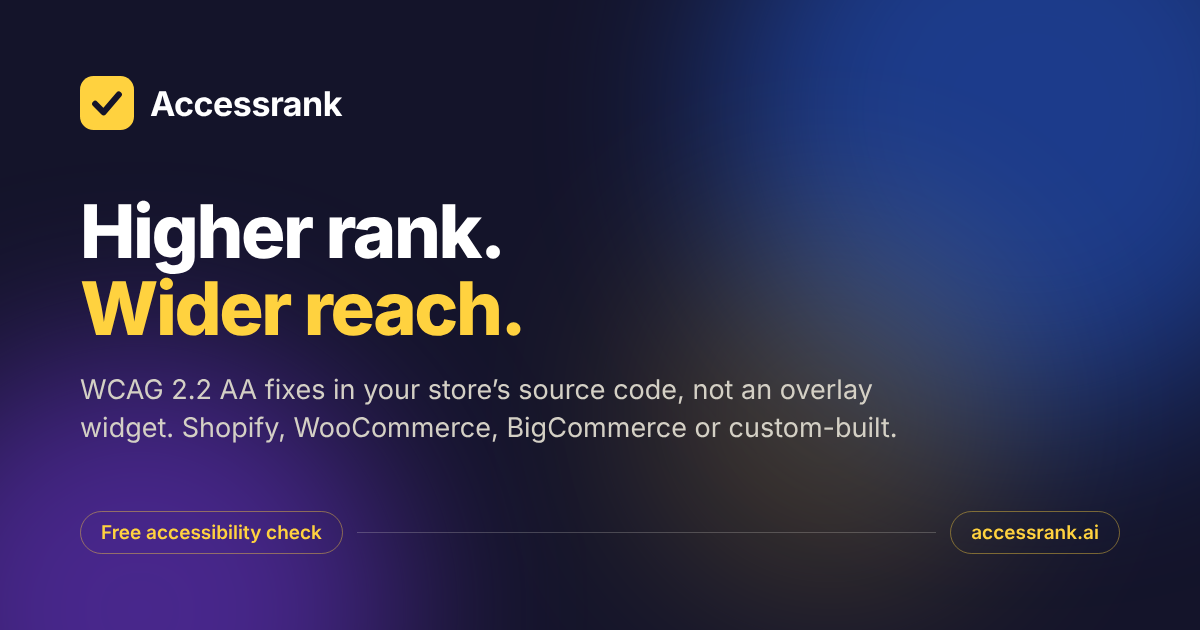 Accessrank
Higher rank.
Wider reach.
WCAG 2.2 AA fixes in your store’s source code, not an overlay
widget. Shopify, WooCommerce, BigCommerce or custom-built.
Free accessibility check
accessrank.ai